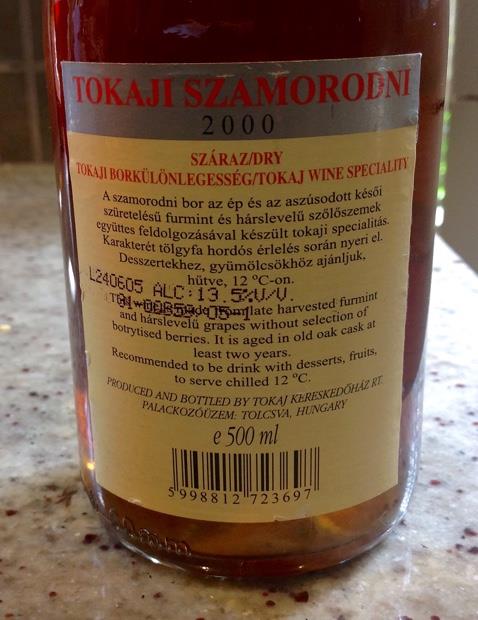 TOKAJI SZAMORODNI
2000
SZÁRAZ/DRY
TOKAJI BORKÜLÖNLEGESSÉG/TOKAJ WINE SPECIALITY
A szamorodni bor az ép és az aszúsodott késői
szüretelésű furmint és hárslevelű szőlőszemek
együttes feldolgozásával készült tokaji specialitás.
Karakterét tölgyfa hordós érlelés során nyeri el.
Desszertekhez, gyümölcsökhöz ajánljuk,
hűtve, 12 °C-on.
L240605 ALC:13.5%V/V.
late harvested furmint
and hárslevelű grapes without selection of
botrytised berries. It is aged in old oak cask at
least two years.
Recommended to be drink with desserts, fruits,
to serve chilled 12 °C.
PRODUCED AND BOTTLED BY TOKAJ KERESKEDŐHÁZ RT.
PALACKOZÓÜZEM: TOLCSVA, HUNGARY
e 500 ml
5 998812 723697